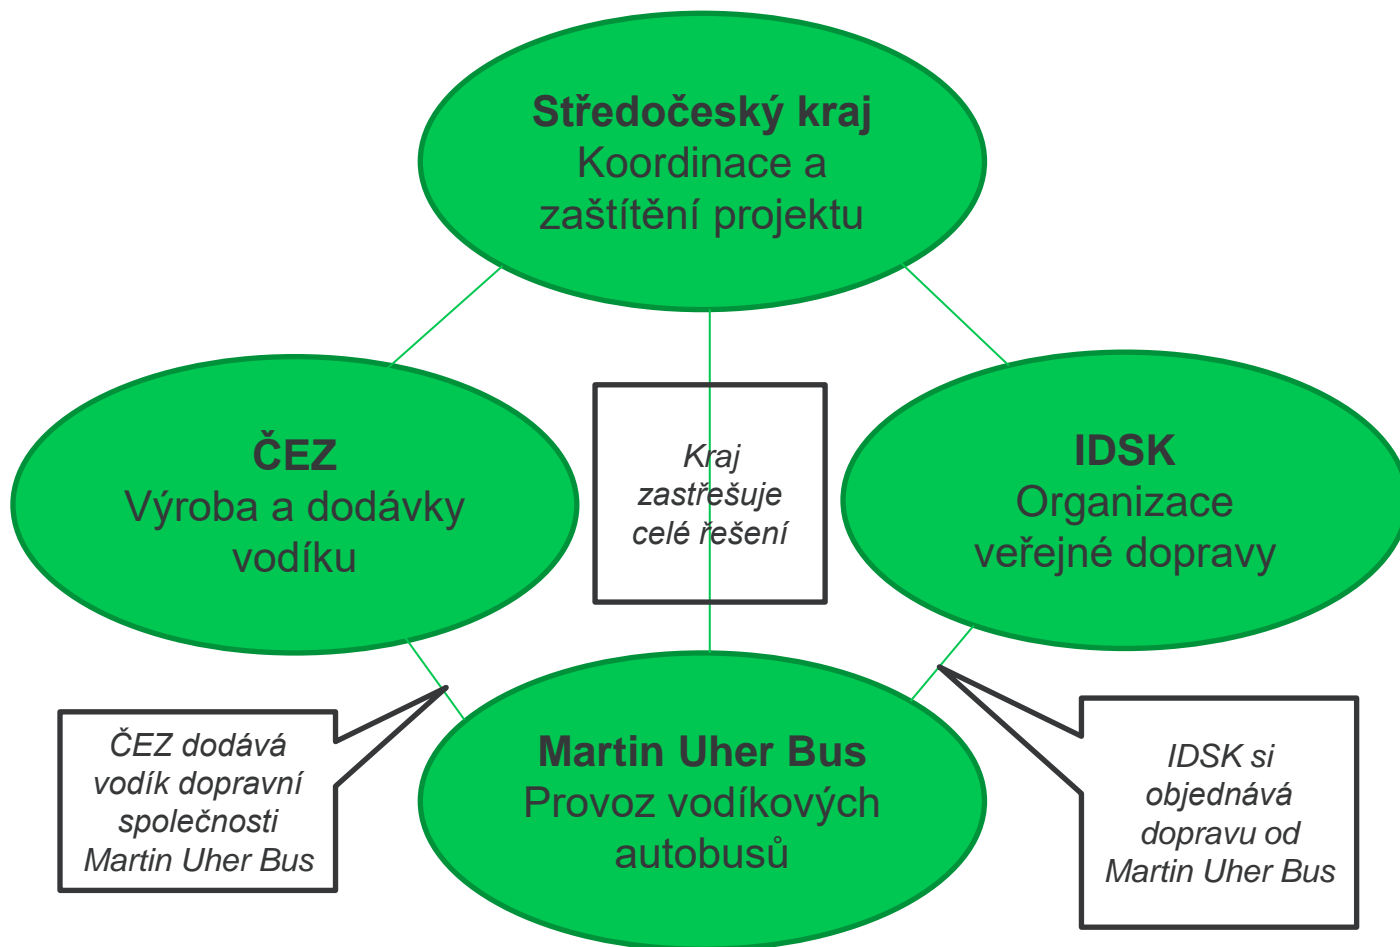 Středočeský kraj
Koordinace a
zaštítění projektu
ČEZ
Výroba a dodávky
vodíku
Kraj
zastřešuje
celé řešení
IDSK
Organizace
veřejné dopravy
ČEZ dodává
vodík dopravní
společnosti
Martin Uher Bus
Martin Uher Bus
Provoz vodíkových
autobusů
IDSK si
objednává
dopravu od
Martin Uher Bus